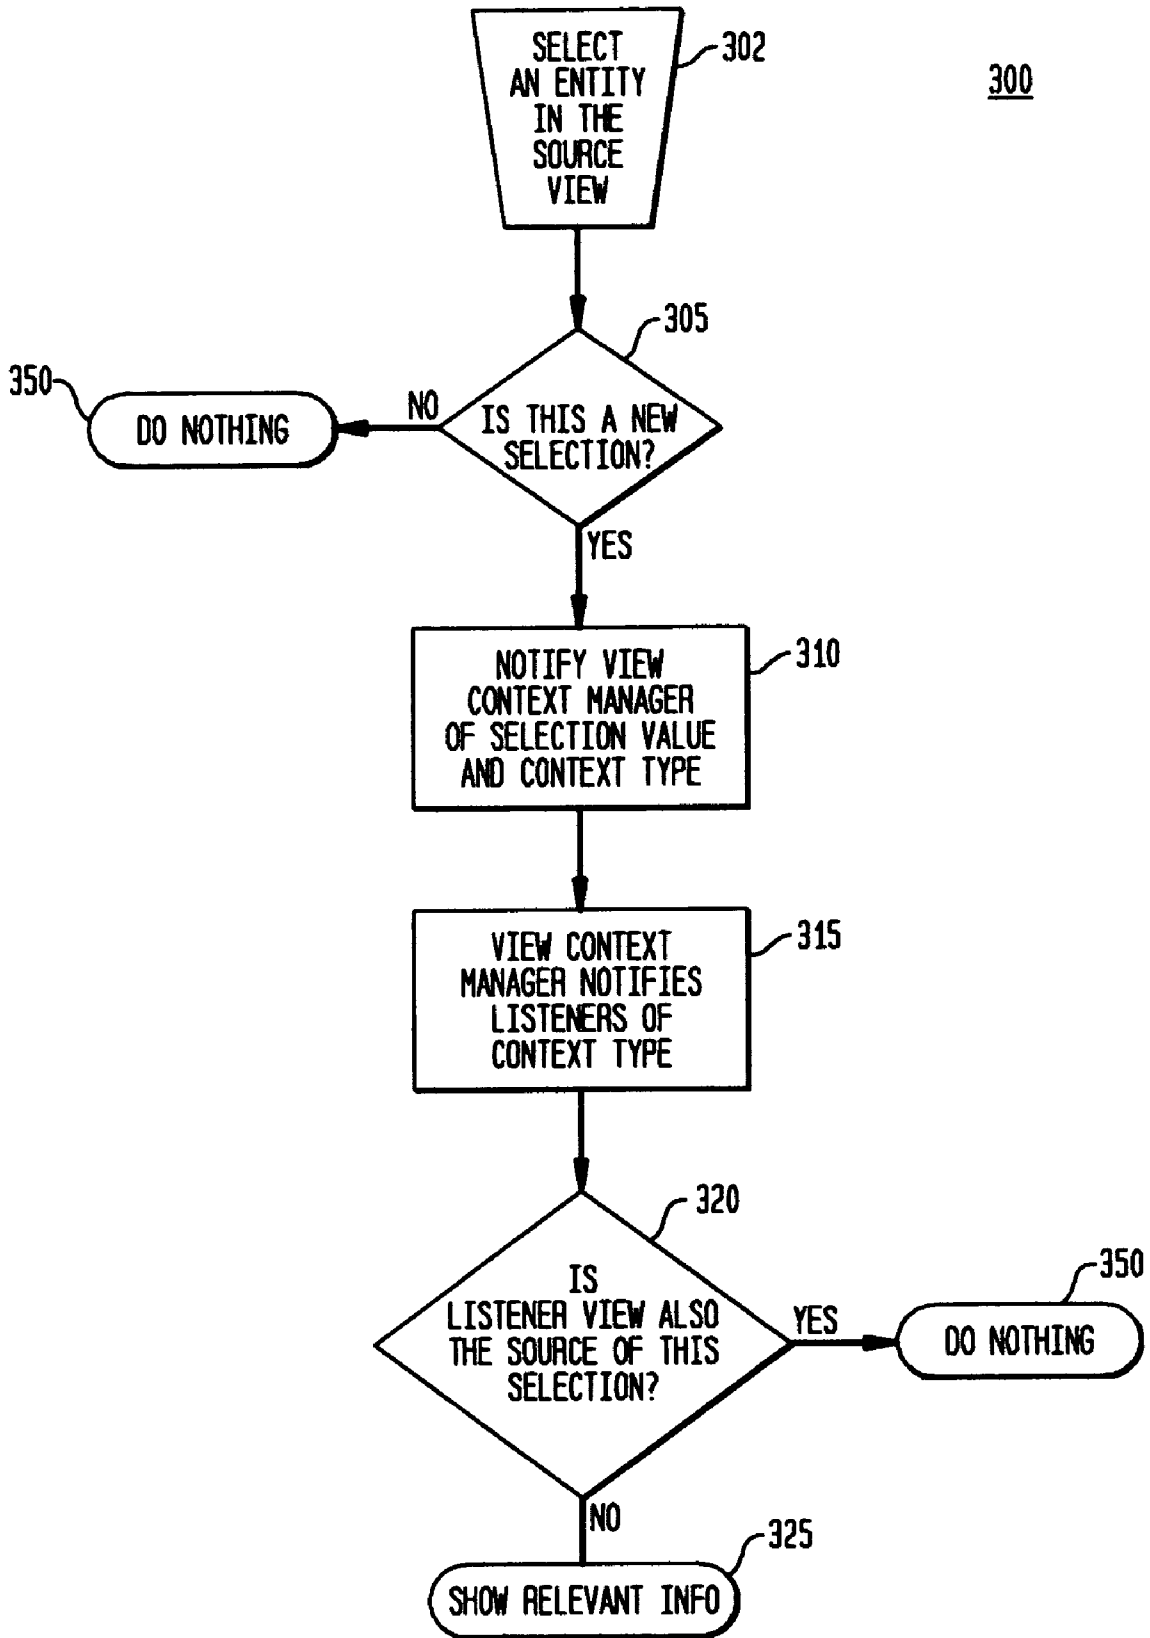 SELECT
AN ENTITY
IN THE
SOURCE
VIEW
302
300
305
350
NO
DO NOTHING
IS THIS A NEW
SELECTION?
YES
NOTIFY VIEW
CONTEXT MANAGER
OF SELECTION VALUE
AND CONTEXT TYPE
310
VIEW CONTEXT
MANAGER NOTIFIES
LISTENERS OF
CONTEXT TYPE
315
320
IS
LISTENER VIEW ALSO
THE SOURCE OF THIS
SELECTION?
YES
350
DO NOTHING
NO
325
SHOW RELEVANT INFO